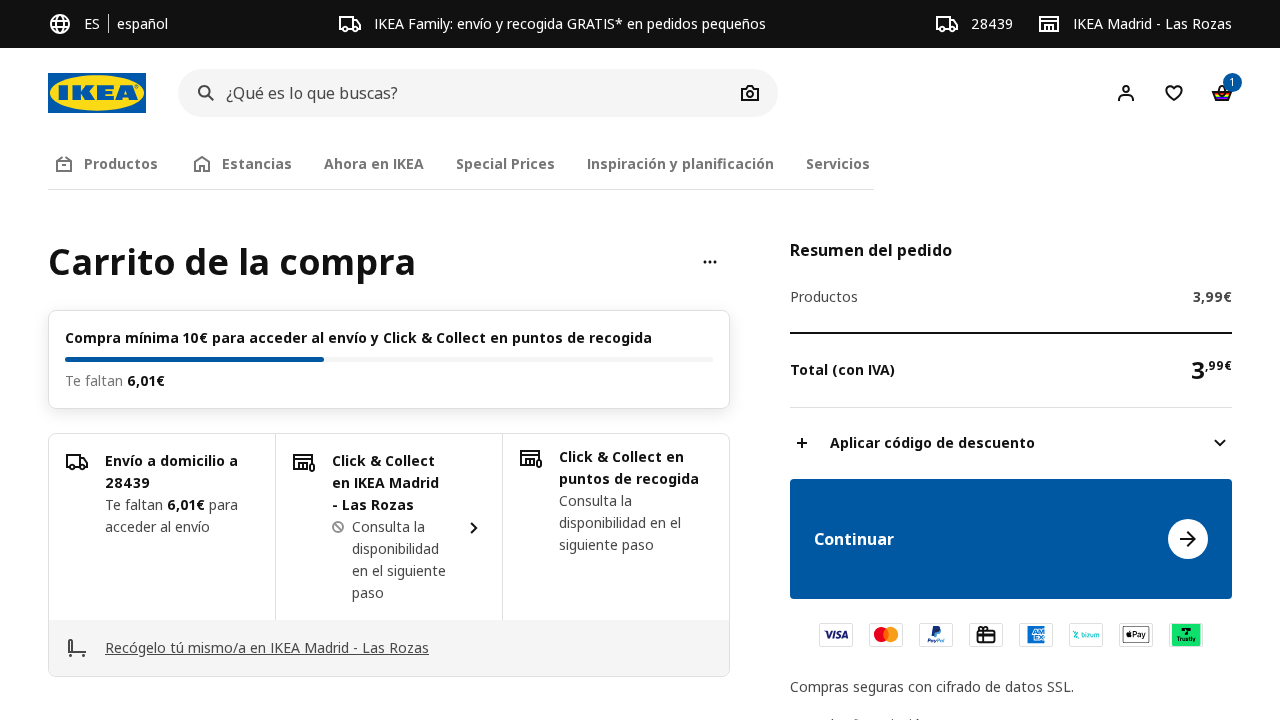 ES español
IKEA Family: envío y recogida GRATIS* en pedidos pequeños
28439
IKEA Madrid - Las Rozas
IKEA
¿Qué es lo que buscas?
1
Productos
Estancias
Ahora en IKEA
Special Prices
Inspiración y planificación
Servicios
Carrito de la compra
Compra mínima 10€ para acceder al envío y Click & Collect en puntos de recogida
Te faltan 6,01€
Envío a domicilio a
28439
Te faltan 6,01€ para
acceder al envío
Click & Collect
en IKEA Madrid
- Las Rozas
Consulta la
disponibilidad
en el siguiente
paso
Click & Collect en
puntos de recogida
Consulta la
disponibilidad en el
siguiente paso
Recógelo tú mismo/a en IKEA Madrid - Las Rozas
Resumen del pedido
Productos 3,99€
Total (con IVA) 3,99€
Aplicar código de descuento
Continuar
VISA
PayPal
AMEX
bizum
Pay
Trustly
Compras seguras con cifrado de datos SSL.